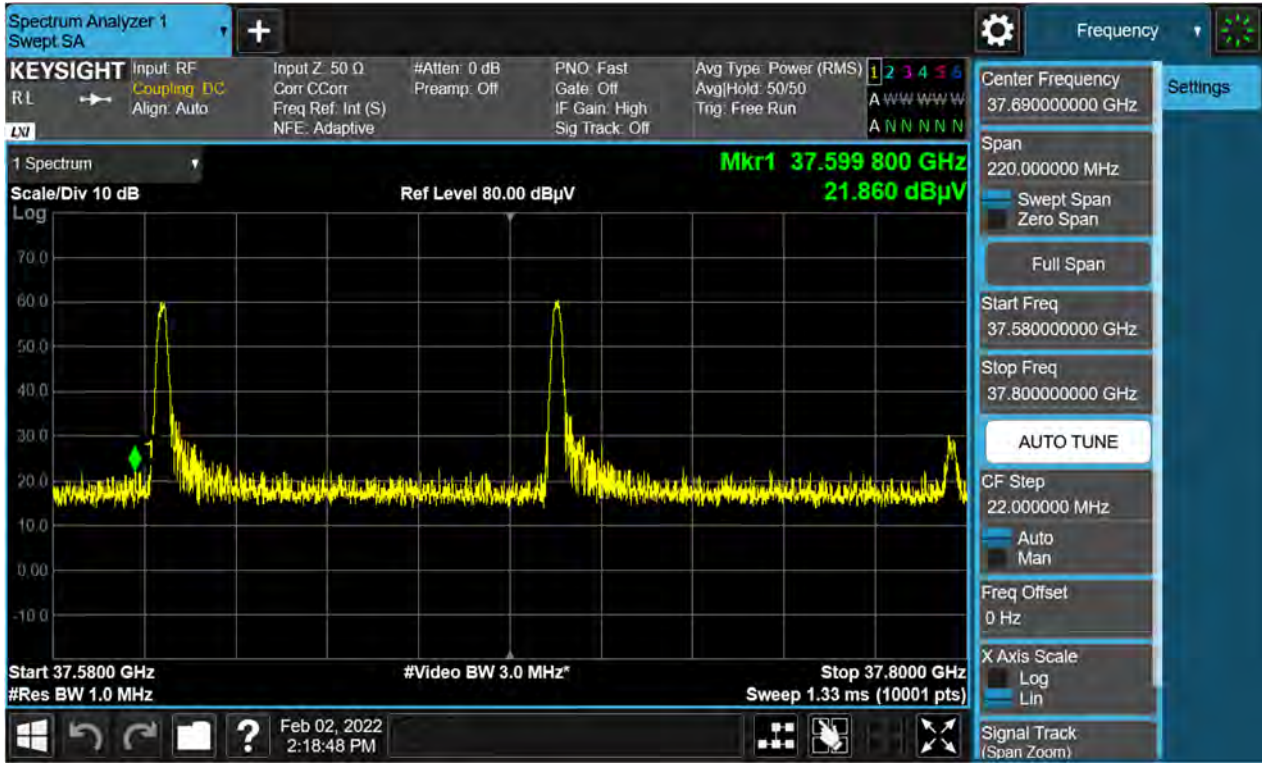 Spectrum Analyzer 1
Swept SA
+
Frequency
KEYSIGHT
RL
LXI
Input: RF
Coupling: DC
Align: Auto
Input Z: 50 Ω
Corr CCorr
Freq Ref: Int (S)
NFE: Adaptive
#Atten: 0 dB
Preamp: Off
PNO: Fast
Gate: Off
IF Gain: High
Sig Track: Off
Avg Type: Power (RMS)
Avg|Hold: 50/50
Trig: Free Run
1 2 3 4 5 6
A W W W W W
A N N N N N
Center Frequency
37.690000000 GHz
Settings
1 Spectrum
Mkr1 37.599 800 GHz
Scale/Div 10 dB
Ref Level 80.00 dBµV
21.860 dBµV
Log
70.0
60.0
50.0
40.0
30.0
20.0
10.0
0.00
-10.0
1
Start 37.5800 GHz
#Video BW 3.0 MHz*
Stop 37.8000 GHz
#Res BW 1.0 MHz
Sweep 1.33 ms (10001 pts)
Span
220.000000 MHz
Swept Span
Zero Span
Full Span
Start Freq
37.580000000 GHz
Stop Freq
37.800000000 GHz
AUTO TUNE
CF Step
22.000000 MHz
Auto
Man
Freq Offset
0 Hz
X Axis Scale
Log
Lin
Signal Track
(Span Zoom)
?
Feb 02, 2022
2:18:48 PM